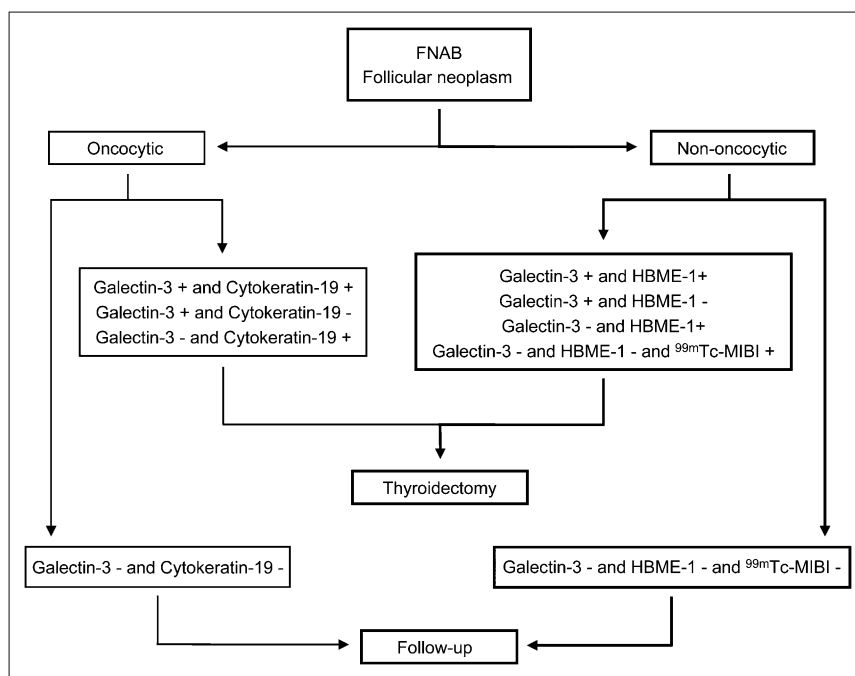 FNAB
Follicular neoplasm
Oncocytic
Non-oncocytic
Galectin-3 + and Cytokeratin-19 +
Galectin-3 + and Cytokeratin-19 -
Galectin-3 - and Cytokeratin-19 +
Galectin-3 + and HBME-1+
Galectin-3 + and HBME-1 -
Galectin-3 - and HBME-1+
Galectin-3 - and HBME-1 - and ⁹⁹ᵐTc-MIBI +
Thyroidectomy
Galectin-3 - and Cytokeratin-19 -
Galectin-3 - and HBME-1 - and ⁹⁹ᵐTc-MIBI -
Follow-up